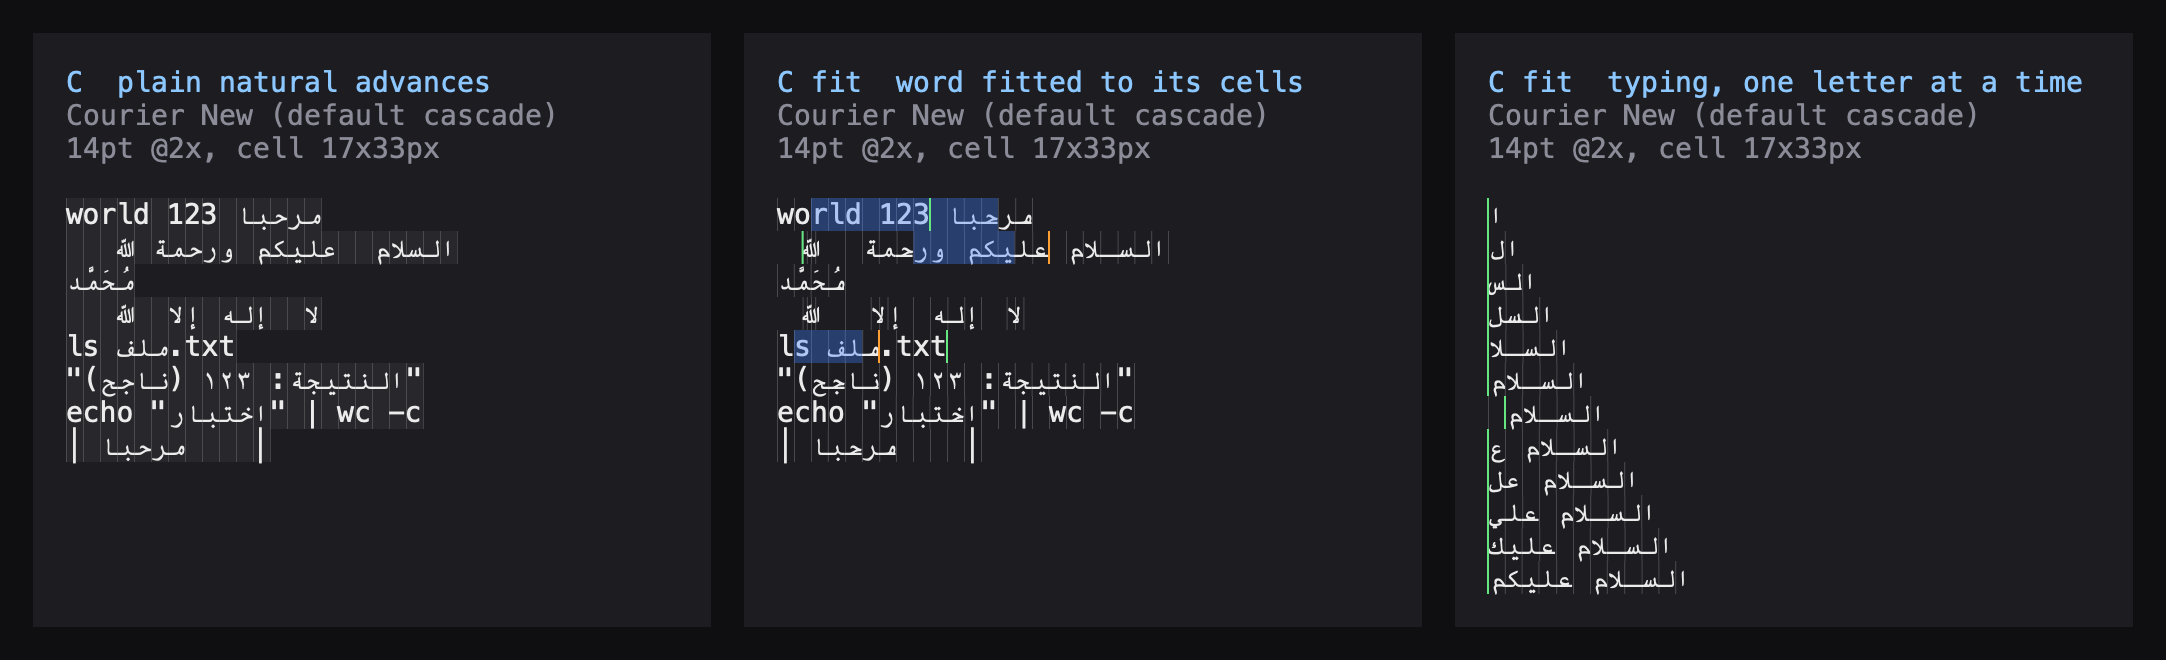 C  plain natural advances
Courier New (default cascade)
14pt @2x, cell 17x33px
world 123 مرحبا
السلام عليكم ورحمة الله
مُحَمَّد
لا إله إلا الله
ls ملف.txt
"النتيجة: ١٢٣ (ناجح)"
echo "اختبار" | wc -c
| مرحبا |
C fit  word fitted to its cells
Courier New (default cascade)
14pt @2x, cell 17x33px
world 123 مرحبا
السلام عليكم ورحمة الله
مُحَمَّد
لا إله إلا الله
ls ملف.txt
"النتيجة: ١٢٣ (ناجح)"
echo "اختبار" | wc -c
| مرحبا |
C fit  typing, one letter at a time
Courier New (default cascade)
14pt @2x, cell 17x33px
ا
ال
الس
السل
السلا
السلام
السلام
السلام ع
السلام عل
السلام علي
السلام عليك
السلام عليكم